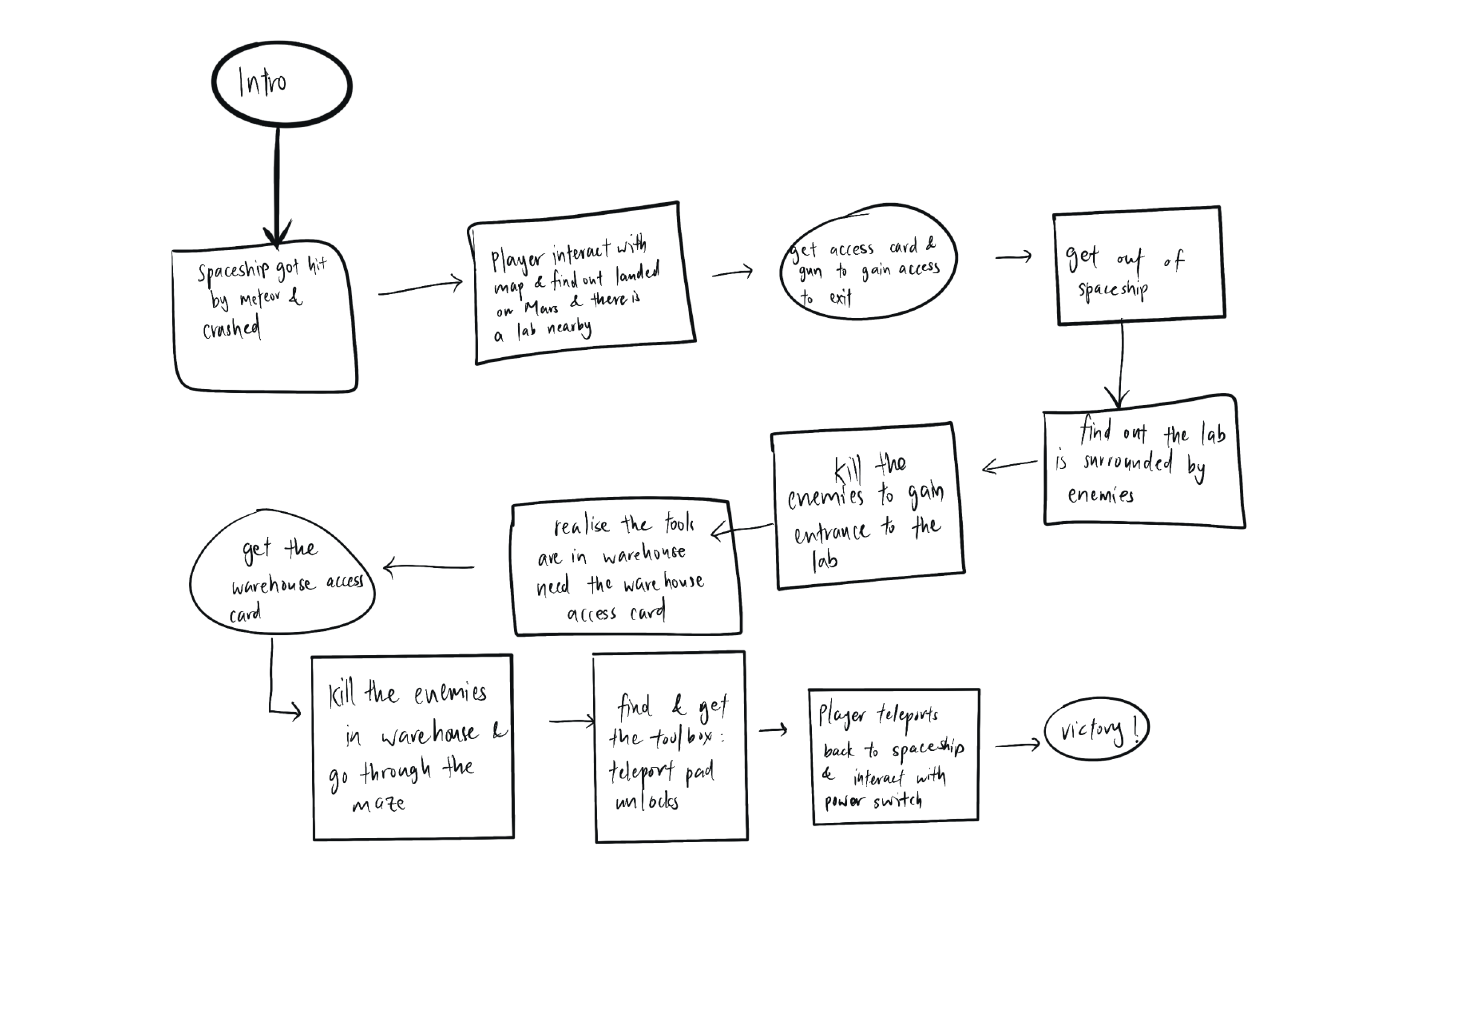 Intro
Spaceship got hit
by meteor &
crashed
Player interact with
map & find out landed
on Mars & there is
a lab nearby
get access card &
gun to gain access
to exit
get out of
spaceship
find out the lab
is surrounded by
enemies
Kill the
enemies to gain
entrance to the
lab
realise the tools
are in warehouse
need the warehouse
access card
get the
warehouse access
card
Kill the enemies
in warehouse &
go through the
maze
find & get
the toolbox:
teleport pad
unlocks
Player teleports
back to spaceship
& interact with
power switch
victory!